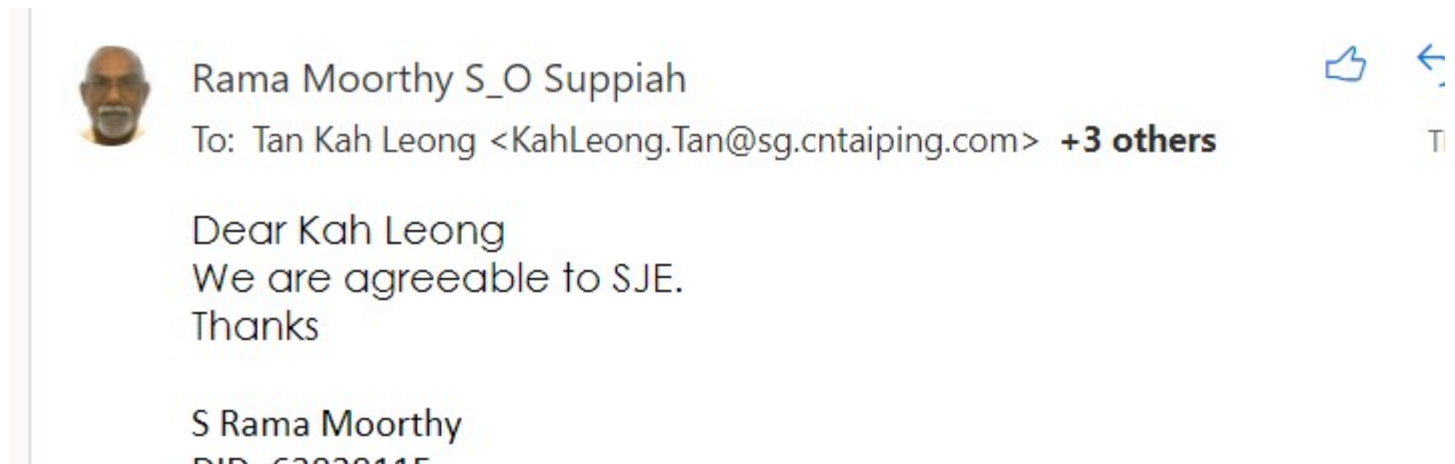 Rama Moorthy S_O Suppiah
To: Tan Kah Leong <KahLeong.Tan@sg.cntaiping.com> +3 others
Dear Kah Leong
We are agreeable to SJE.
Thanks
S Rama Moorthy